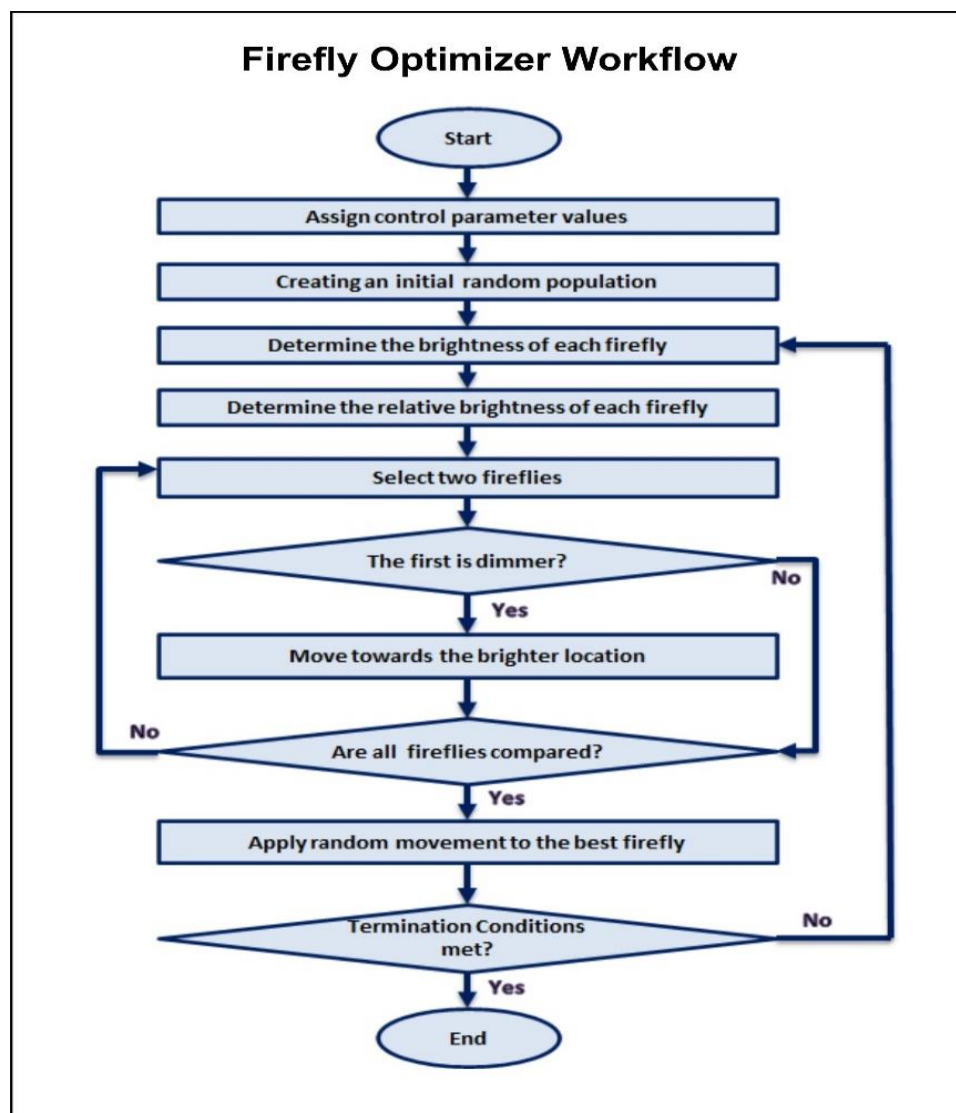 Firefly Optimizer Workflow
Start
Assign control parameter values
Creating an initial random population
Determine the brightness of each firefly
Determine the relative brightness of each firefly
Select two fireflies
The first is dimmer?
No
Yes
Move towards the brighter location
No
Are all fireflies compared?
Yes
Apply random movement to the best firefly
Termination Conditions
met?
No
Yes
End